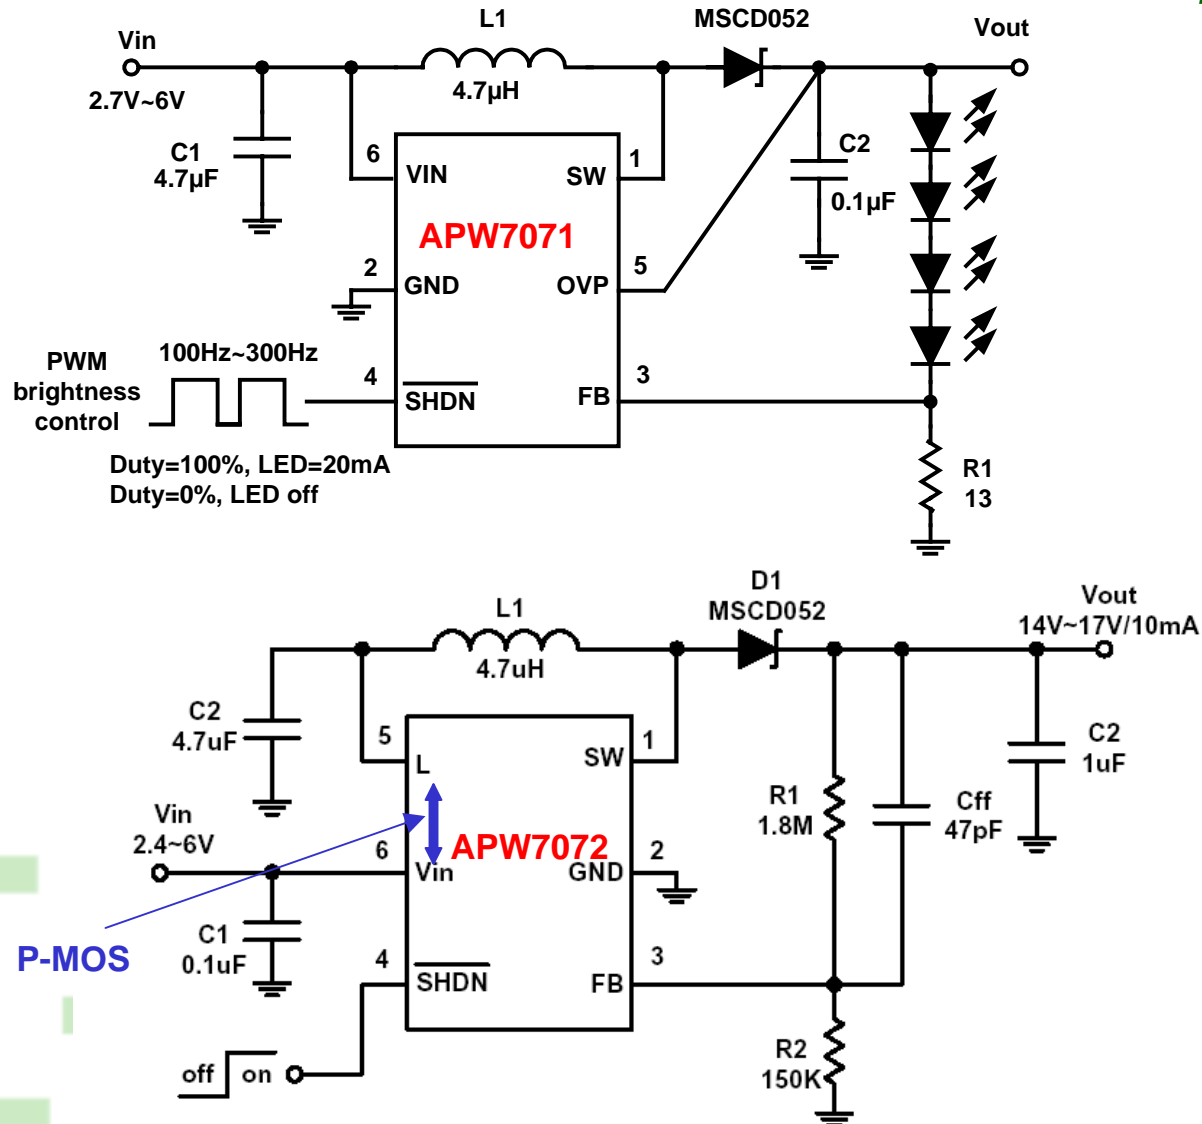 L1
MSCD052
Vin
Vout
2.7V~6V
4.7µH
C1
4.7µF
C2
0.1µF
6
1
VIN
SW
APW7071
2
5
GND
OVP
PWM
brightness
control
100Hz~300Hz
4
3
SHDN
FB
Duty=100%, LED=20mA
Duty=0%, LED off
R1
13
D1
MSCD052
L1
4.7uH
Vout
14V~17V/10mA
C2
4.7uF
5
1
L
SW
C2
1uF
R1
1.8M
Cff
47pF
Vin
2.4~6V
6
2
APW7072
Vin
GND
P-MOS
C1
0.1uF
4
3
SHDN
FB
off
on
R2
150K